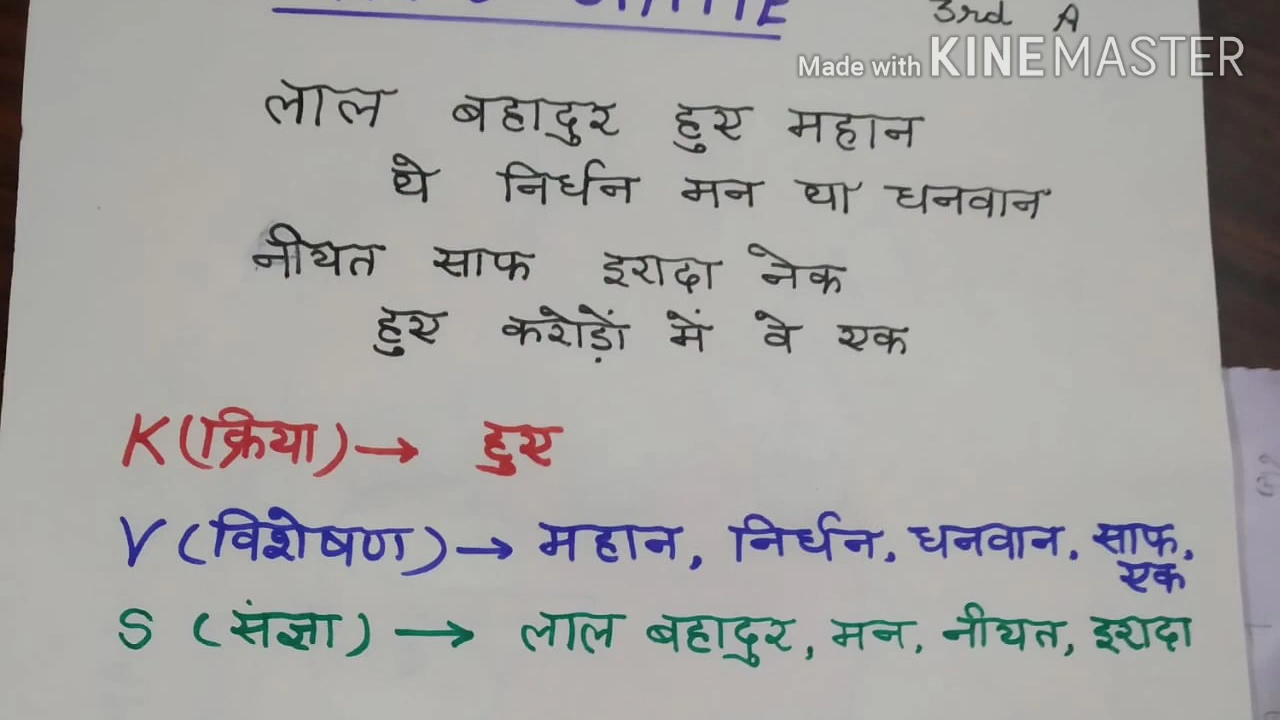 3rd A
Made with KINEMASTER
लाल बहादुर हुए महान
थे निर्धन मन था धनवान
नीयत साफ इरादा नेक
हुए करोड़ों में वे एक
K(क्रिया)→ हुए
V (विशेषण)→ महान, निर्धन, धनवान, साफ,
एक
S (संज्ञा)→ लाल बहादुर, मन, नीयत, इरादा